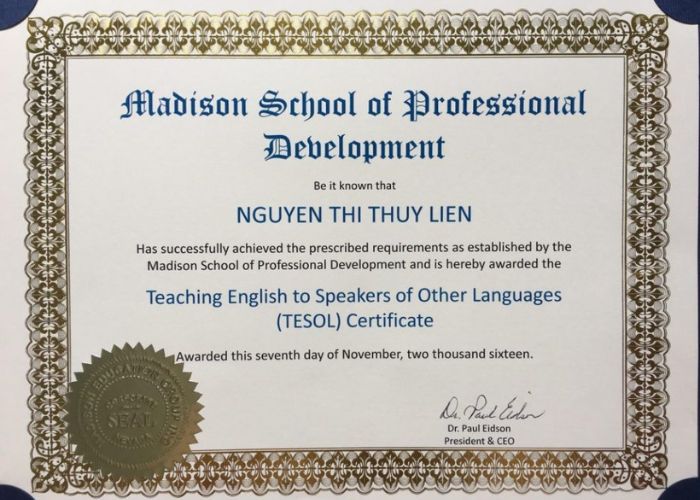 Madison School of Professional
Development
Be it known that
NGUYEN THI THUY LIEN
Has successfully achieved the prescribed requirements as established by the
Madison School of Professional Development and is hereby awarded the
Teaching English to Speakers of Other Languages
(TESOL) Certificate
Awarded this seventh day of November, two thousand sixteen.
SEAL
NEVADA
Dr. Paul Eidson
Dr. Paul Eidson
President & CEO